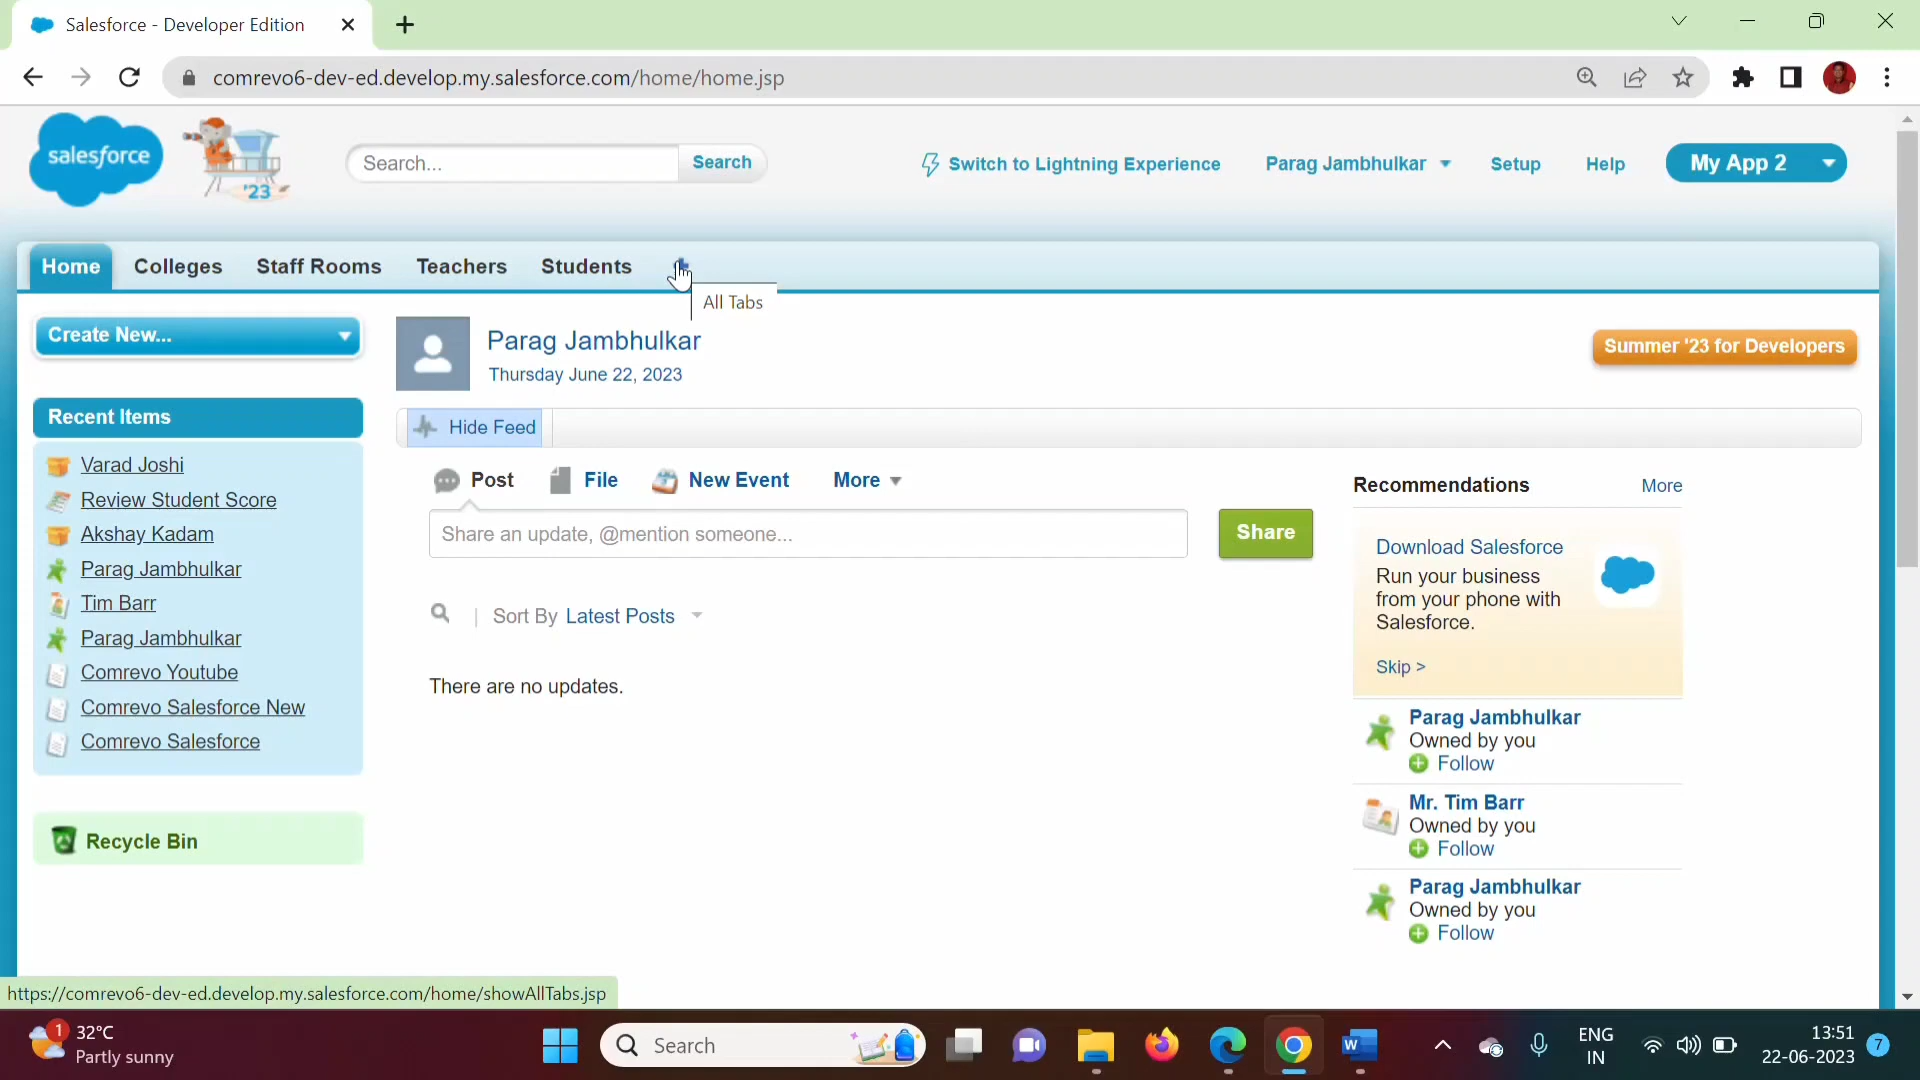 Salesforce - Developer Edition
comrevo6-dev-ed.develop.my.salesforce.com/home/home.jsp
salesforce
'23
Search...
Search
Switch to Lightning Experience
Parag Jambhulkar
Setup
Help
My App 2
Home
Colleges
Staff Rooms
Teachers
Students
All Tabs
Create New...
Parag Jambhulkar
Thursday June 22, 2023
Summer '23 for Developers
Recent Items
Varad Joshi
Review Student Score
Akshay Kadam
Parag Jambhulkar
Tim Barr
Parag Jambhulkar
Comrevo Youtube
Comrevo Salesforce New
Comrevo Salesforce
Recycle Bin
Hide Feed
Post
File
New Event
More
Share an update, @mention someone...
Share
Sort By Latest Posts
There are no updates.
Recommendations
More
Download Salesforce
Run your business
from your phone with
Salesforce.
Skip >
Parag Jambhulkar
Owned by you
Follow
Mr. Tim Barr
Owned by you
Follow
Parag Jambhulkar
Owned by you
Follow
https://comrevo6-dev-ed.develop.my.salesforce.com/home/showAllTabs.jsp
1
32°C
Partly sunny
Search
W
ENG
IN
13:51
22-06-2023
7